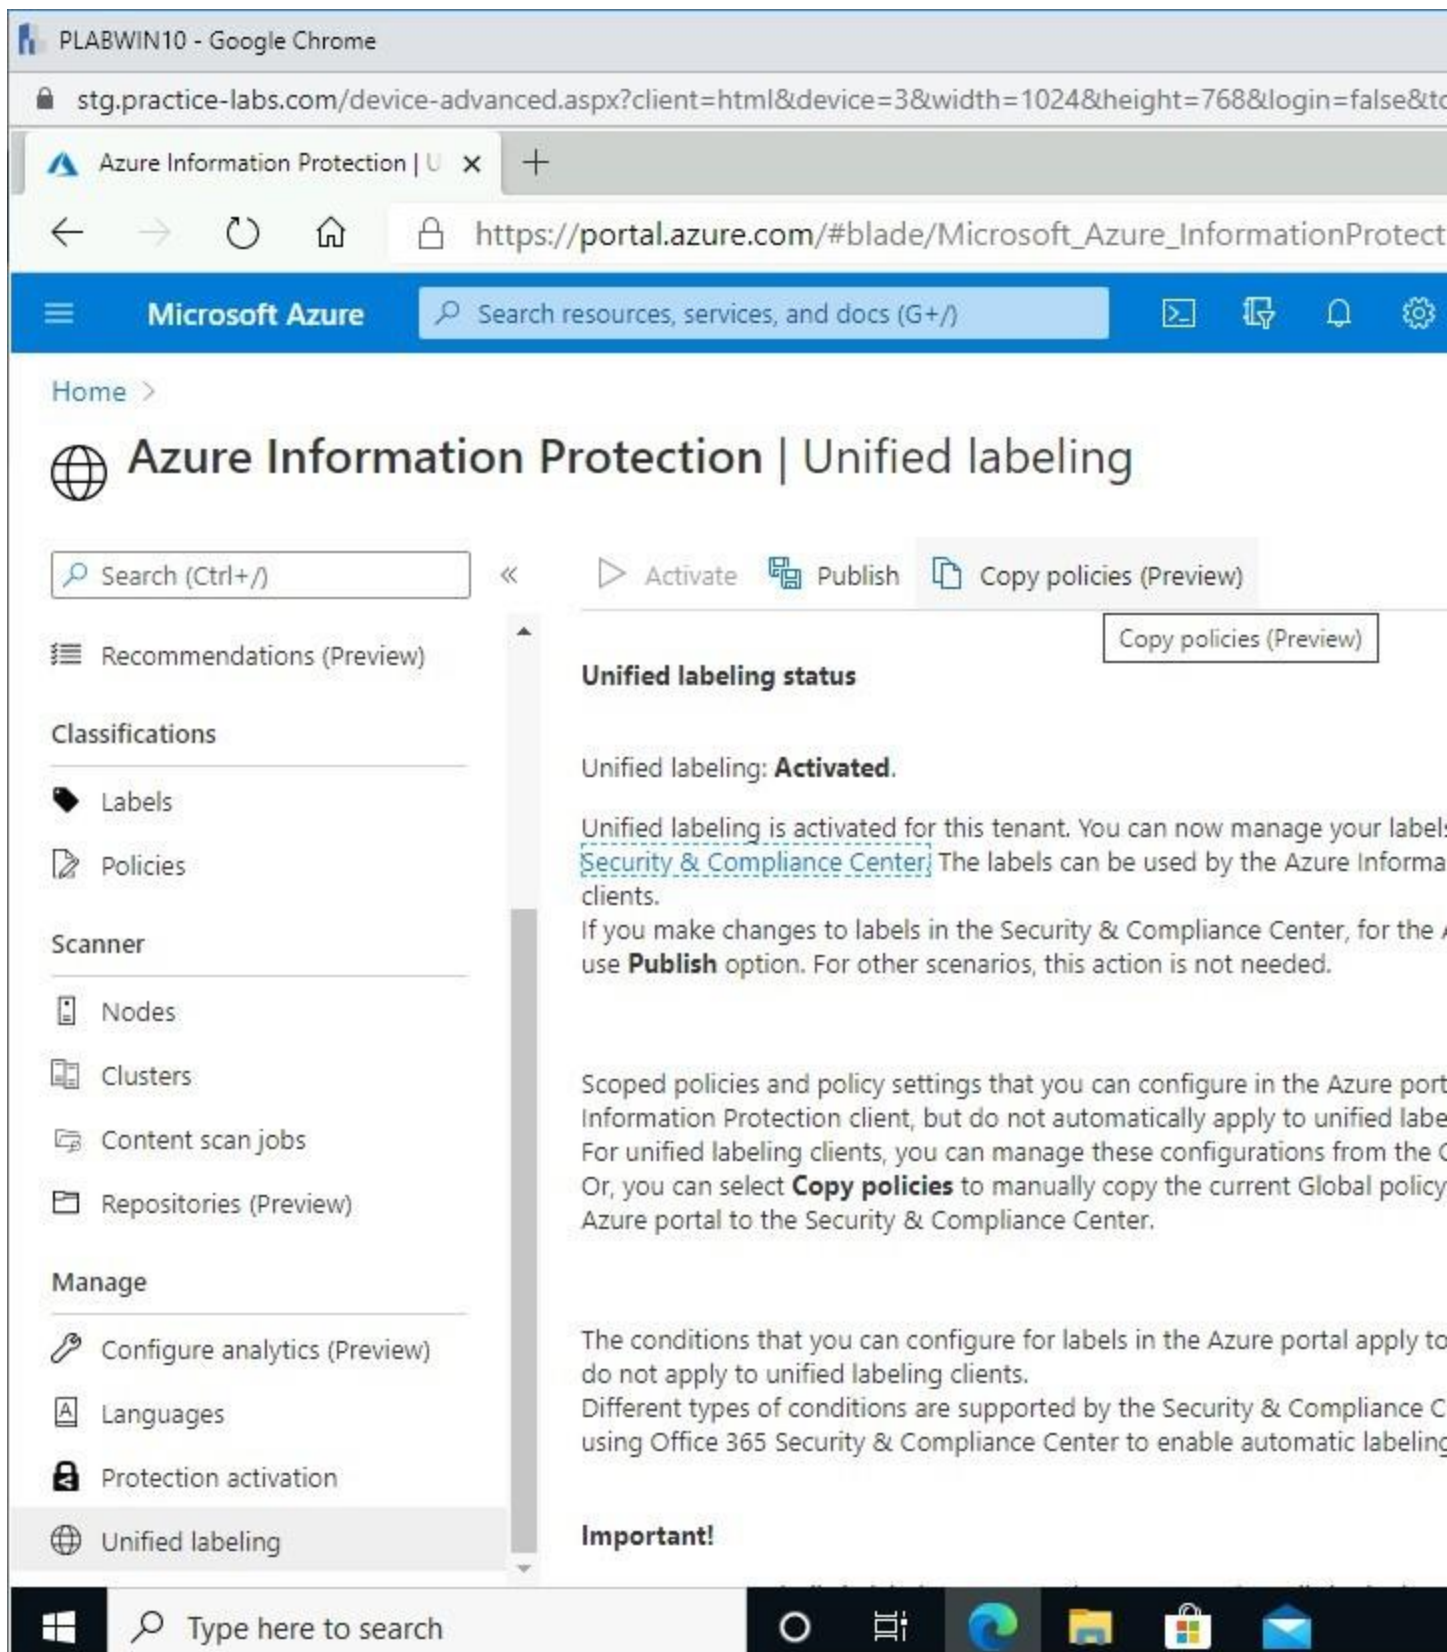 PLABWIN10 - Google Chrome
stg.practice-labs.com/device-advanced.aspx?client=html&device=3&width=1024&height=768&login=false&to
Azure Information Protection | U
https://portal.azure.com/#blade/Microsoft_Azure_InformationProtect
Microsoft Azure
Search resources, services, and docs (G+/)
Home >
Azure Information Protection | Unified labeling
Search (Ctrl+/)
«
Activate
Publish
Copy policies (Preview)
Copy policies (Preview)
Recommendations (Preview)
Classifications
Labels
Policies
Scanner
Nodes
Clusters
Content scan jobs
Repositories (Preview)
Manage
Configure analytics (Preview)
Languages
Protection activation
Unified labeling
Unified labeling status
Unified labeling: Activated.
Unified labeling is activated for this tenant. You can now manage your labels
Security & Compliance Center. The labels can be used by the Azure Informa
clients.
If you make changes to labels in the Security & Compliance Center, for the A
use Publish option. For other scenarios, this action is not needed.
Scoped policies and policy settings that you can configure in the Azure port
Information Protection client, but do not automatically apply to unified labe
For unified labeling clients, you can manage these configurations from the C
Or, you can select Copy policies to manually copy the current Global policy
Azure portal to the Security & Compliance Center.
The conditions that you can configure for labels in the Azure portal apply to
do not apply to unified labeling clients.
Different types of conditions are supported by the Security & Compliance C
using Office 365 Security & Compliance Center to enable automatic labeling
Important!
Type here to search